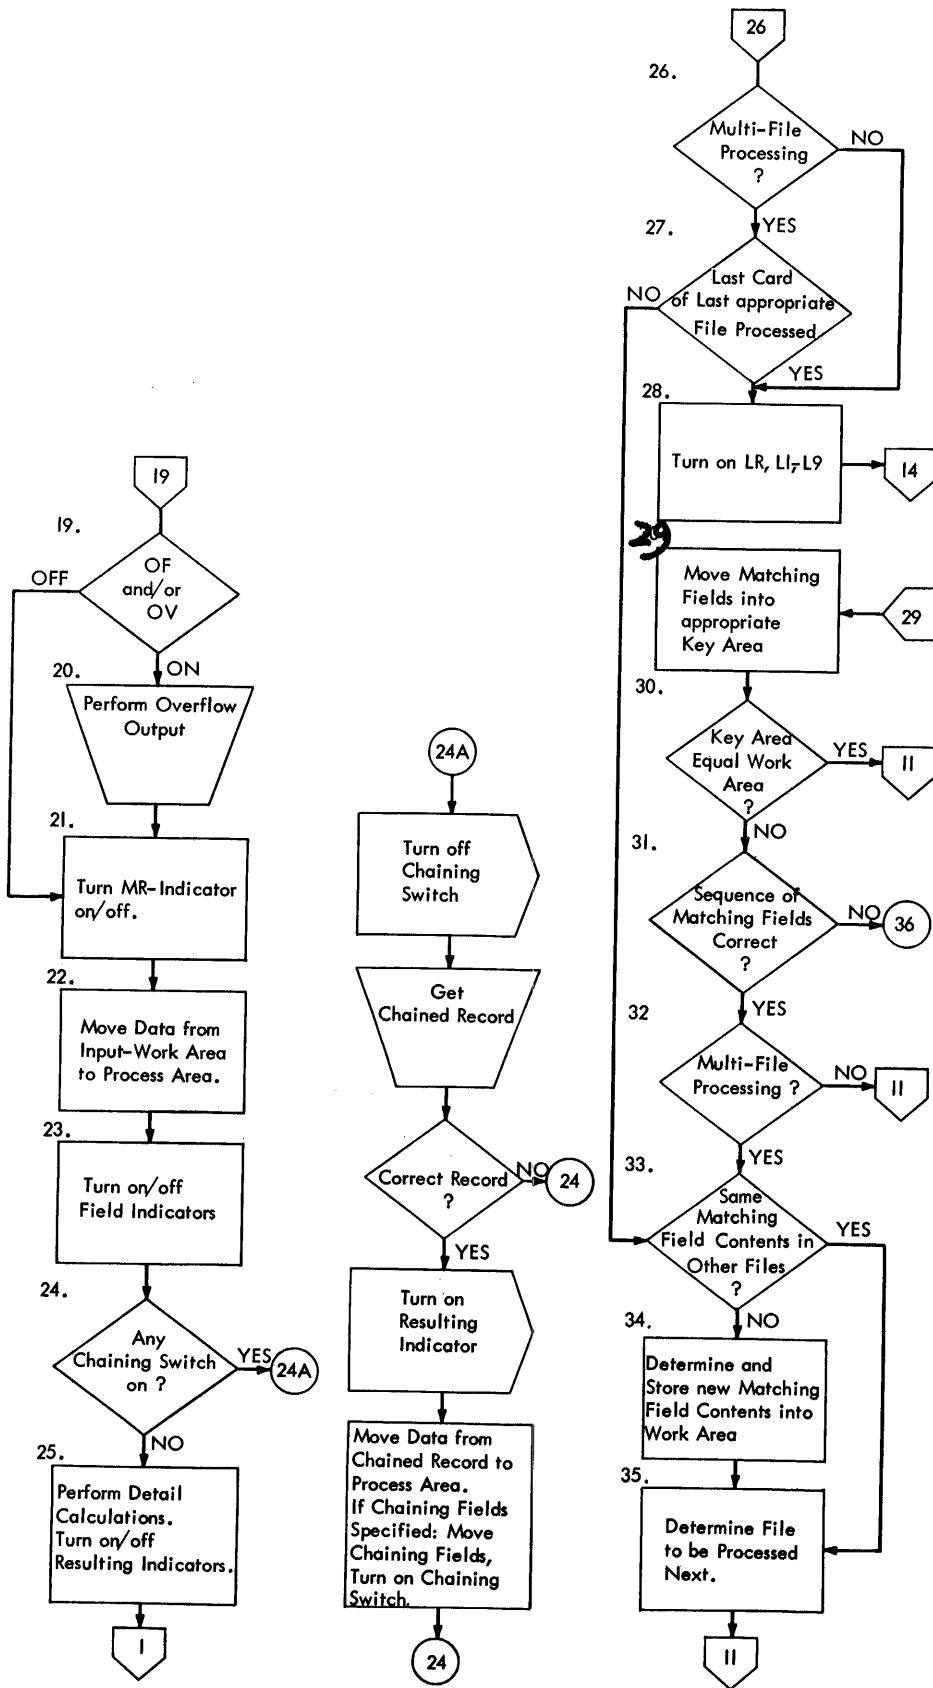 19
19.
OF
and/or
OV
OFF
ON
20.
Perform Overflow
Output
21.
Turn MR-Indicator
on/off.
22.
Move Data from
Input-Work Area
to Process Area.
23.
Turn on/off
Field Indicators
24.
Any
Chaining Switch
on ?
YES
24A
NO
25.
Perform Detail
Calculations.
Turn on/off
Resulting Indicators.
1
24A
Turn off
Chaining
Switch
Get
Chained Record
Correct Record
?
NO
24
YES
Turn on
Resulting
Indicator
Move Data from
Chained Record to
Process Area.
If Chaining Fields
Specified: Move
Chaining Fields,
Turn on Chaining
Switch.
24
26
26.
Multi-File
Processing
?
NO
YES
27.
Last Card
of Last appropriate
File Processed
NO
YES
28.
Turn on LR, L1,-L9
14
29
Move Matching
Fields into
appropriate
Key Area
29
30.
Key Area
Equal Work
Area
?
YES
11
NO
31.
Sequence of
Matching Fields
Correct
?
NO
36
YES
32
Multi-File
Processing ?
NO
11
YES
33.
Same
Matching
Field Contents in
Other Files
?
YES
NO
34.
Determine and
Store new Matching
Field Contents into
Work Area
35.
Determine File
to be Processed
Next.
11